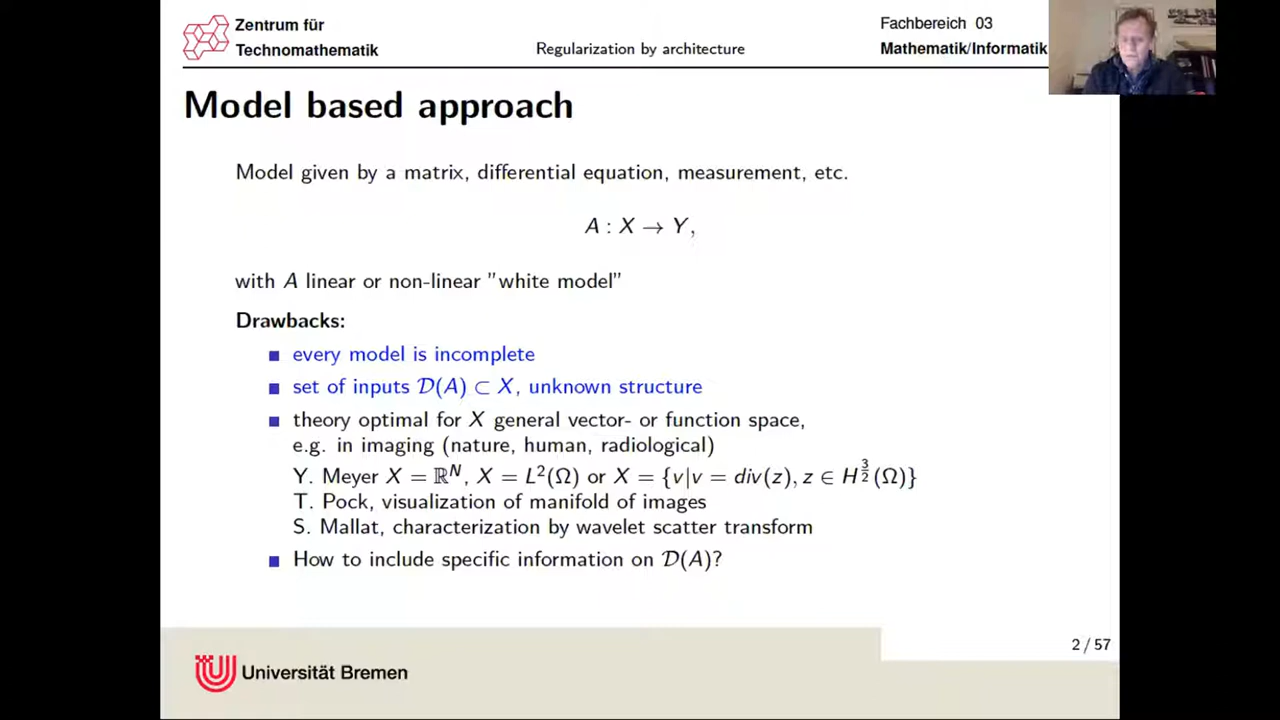 Zentrum für
Technomathematik
Regularization by architecture
Fachbereich 03
Mathematik/Informatik
Model based approach
Model given by a matrix, differential equation, measurement, etc.
A : X → Y,
with A linear or non-linear ”white model”
Drawbacks:
every model is incomplete
set of inputs 𝒟(A) ⊂ X, unknown structure
theory optimal for X general vector- or function space,
e.g. in imaging (nature, human, radiological)
Y. Meyer X = ℝ^N, X = L²(Ω) or X = {v|v = div(z), z ∈ H^{3/2}(Ω)}
T. Pock, visualization of manifold of images
S. Mallat, characterization by wavelet scatter transform
How to include specific information on 𝒟(A)?
2 / 57
Universität Bremen